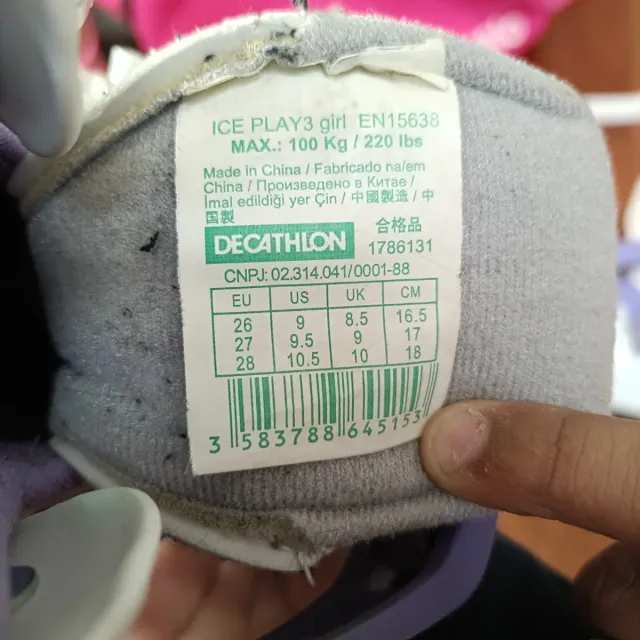 ICE PLAY3 girl EN15638
MAX.: 100 Kg / 220 lbs
Made in China / Fabricado na/em
China / Произведено в Китае /
İmal edildiği yer Çin / 中國製造 / 中
国製
合格品
DECATHLON 1786131
CNPJ: 02.314.041/0001-88
EU US UK CM
26 9 8.5 16.5
27 9.5 9 17
28 10.5 10 18
3 583788 645153